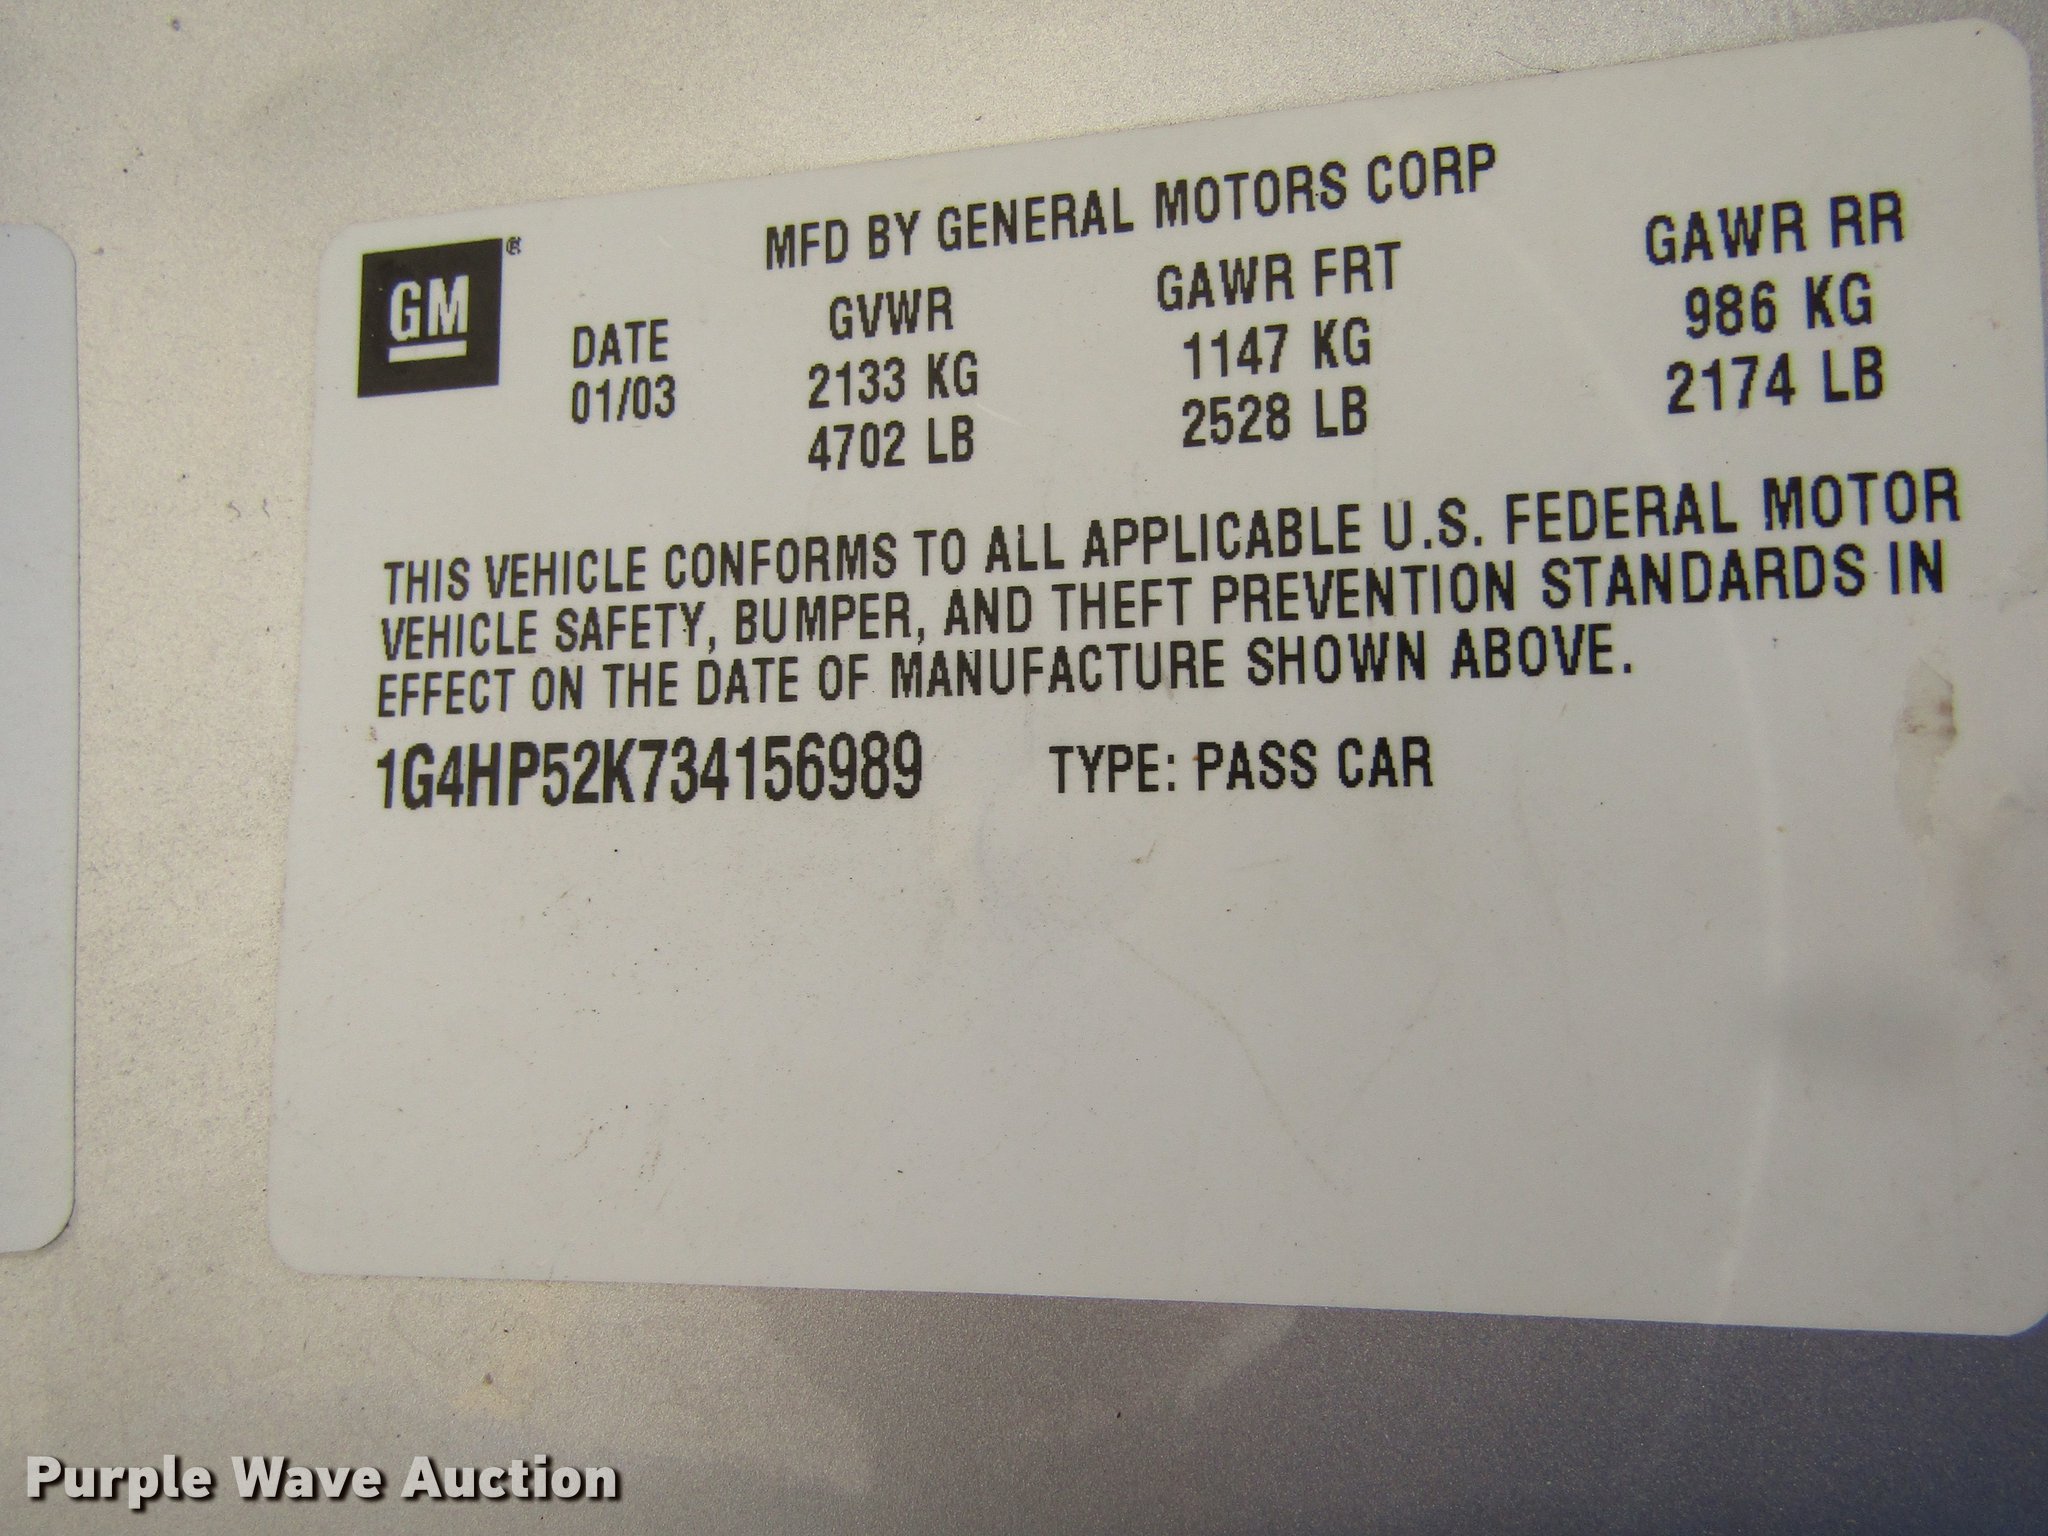 GM®
MFD BY GENERAL MOTORS CORP
DATE GVWR GAWR FRT GAWR RR
01/03 2133 KG 1147 KG 986 KG
4702 LB 2528 LB 2174 LB
THIS VEHICLE CONFORMS TO ALL APPLICABLE U.S. FEDERAL MOTOR
VEHICLE SAFETY, BUMPER, AND THEFT PREVENTION STANDARDS IN
EFFECT ON THE DATE OF MANUFACTURE SHOWN ABOVE.
1G4HP52K734156989 TYPE: PASS CAR
Purple Wave Auction